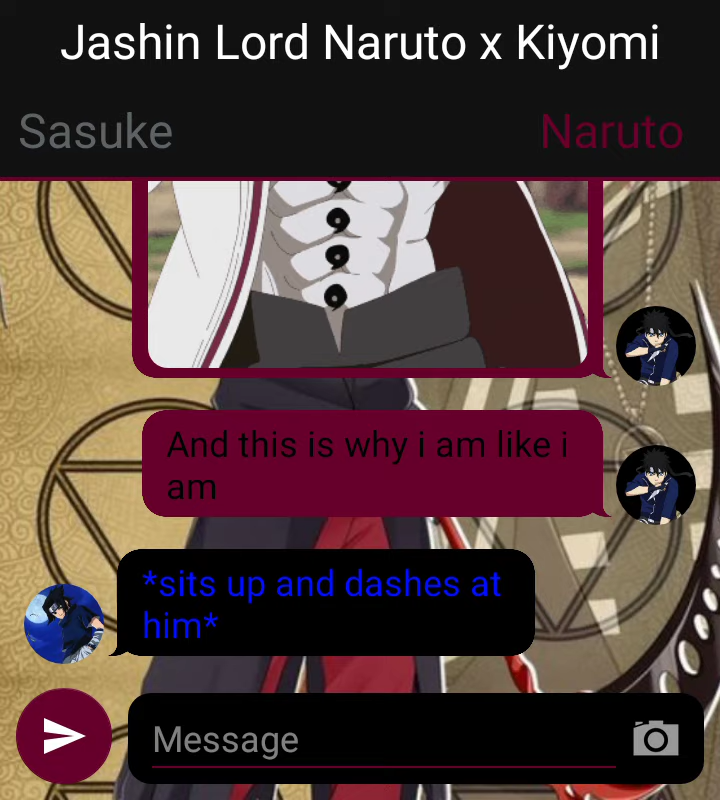 Jashin Lord Naruto x Kiyomi
Sasuke
Naruto
And this is why i am like i
am
*sits up and dashes at
him*
Message